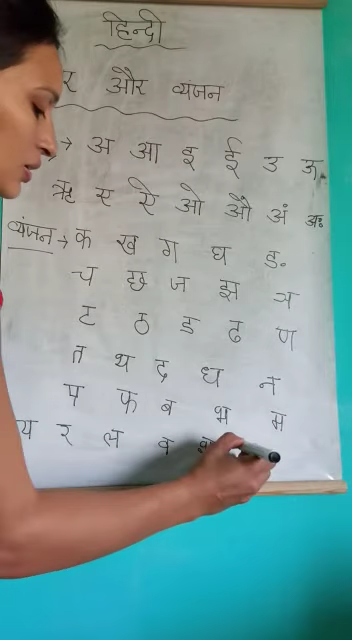 हिन्दी
र और व्यंजन
→ अ आ इ ई उ ऊ
ऋ ए ऐ ओ औ अं अः
व्यंजन → क ख ग घ ड.
च छ ज झ ञ
ट ठ ड ढ ण
त थ द ध न
प फ ब भ म
य र ल व